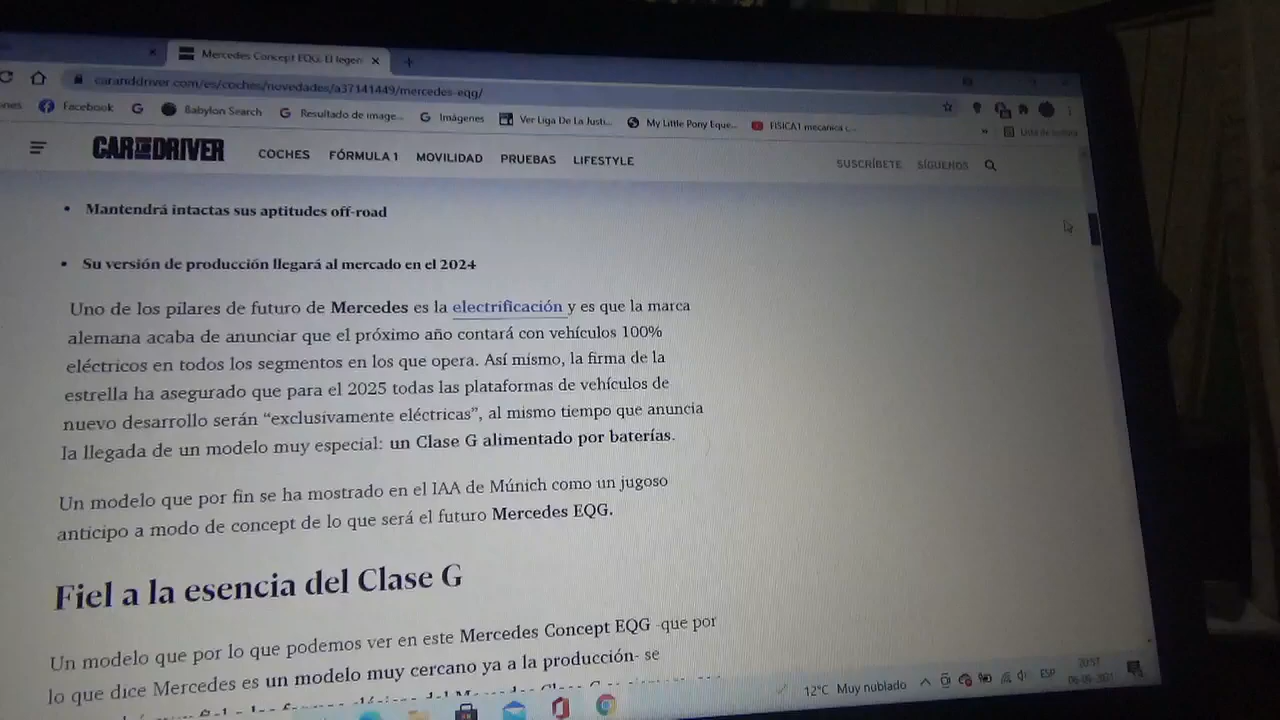 Mercedes Concept EQG: El legen
caranddriver.com/es/coches/novedades/a37141449/mercedes-eqg/
Facebook
G
Babylon Search
Resultado de image...
Imágenes
Ver Liga De La Justi...
My Little Pony Eque...
FISICA1 mecanica
CAR AND DRIVER
COCHES FÓRMULA 1 MOVILIDAD PRUEBAS LIFESTYLE
SUSCRÍBETE SÍGUENOS
• Mantendrá intactas sus aptitudes off-road
• Su versión de producción llegará al mercado en el 2024
Uno de los pilares de futuro de Mercedes es la electrificación y es que la marca
alemana acaba de anunciar que el próximo año contará con vehículos 100%
eléctricos en todos los segmentos en los que opera. Así mismo, la firma de la
estrella ha asegurado que para el 2025 todas las plataformas de vehículos de
nuevo desarrollo serán “exclusivamente eléctricas”, al mismo tiempo que anuncia
la llegada de un modelo muy especial: un Clase G alimentado por baterías.
Un modelo que por fin se ha mostrado en el IAA de Múnich como un jugoso
anticipo a modo de concept de lo que será el futuro Mercedes EQG.
Fiel a la esencia del Clase G
Un modelo que por lo que podemos ver en este Mercedes Concept EQG -que por
lo que dice Mercedes es un modelo muy cercano ya a la producción- se
12°C Muy nublado
ESP
20:57